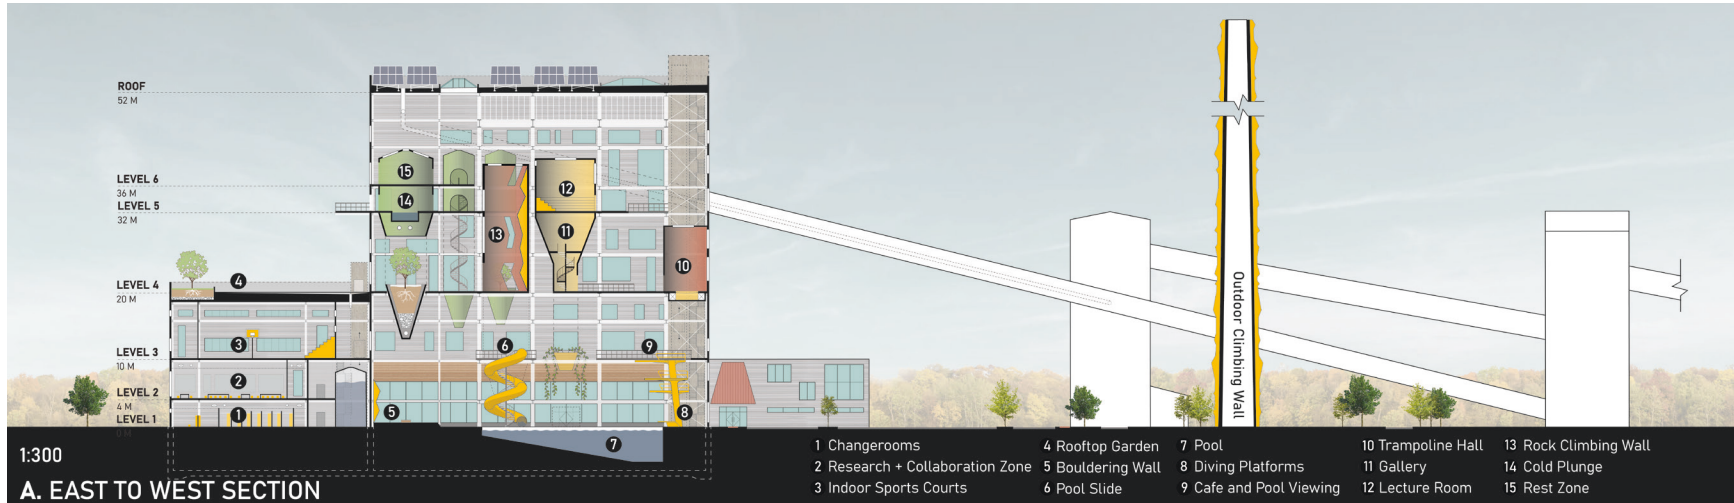 ROOF
52 M
LEVEL 6
36 M
LEVEL 5
32 M
LEVEL 4
20 M
LEVEL 3
10 M
LEVEL 2
4 M
LEVEL 1
0 M
15
14
12
13
11
10
4
3
2
1
6
9
5
8
7
Outdoor Climbing Wall
1:300
A. EAST TO WEST SECTION
1 Changerooms
2 Research + Collaboration Zone
3 Indoor Sports Courts
4 Rooftop Garden
5 Bouldering Wall
6 Pool Slide
7 Pool
8 Diving Platforms
9 Cafe and Pool Viewing
10 Trampoline Hall
11 Gallery
12 Lecture Room
13 Rock Climbing Wall
14 Cold Plunge
15 Rest Zone